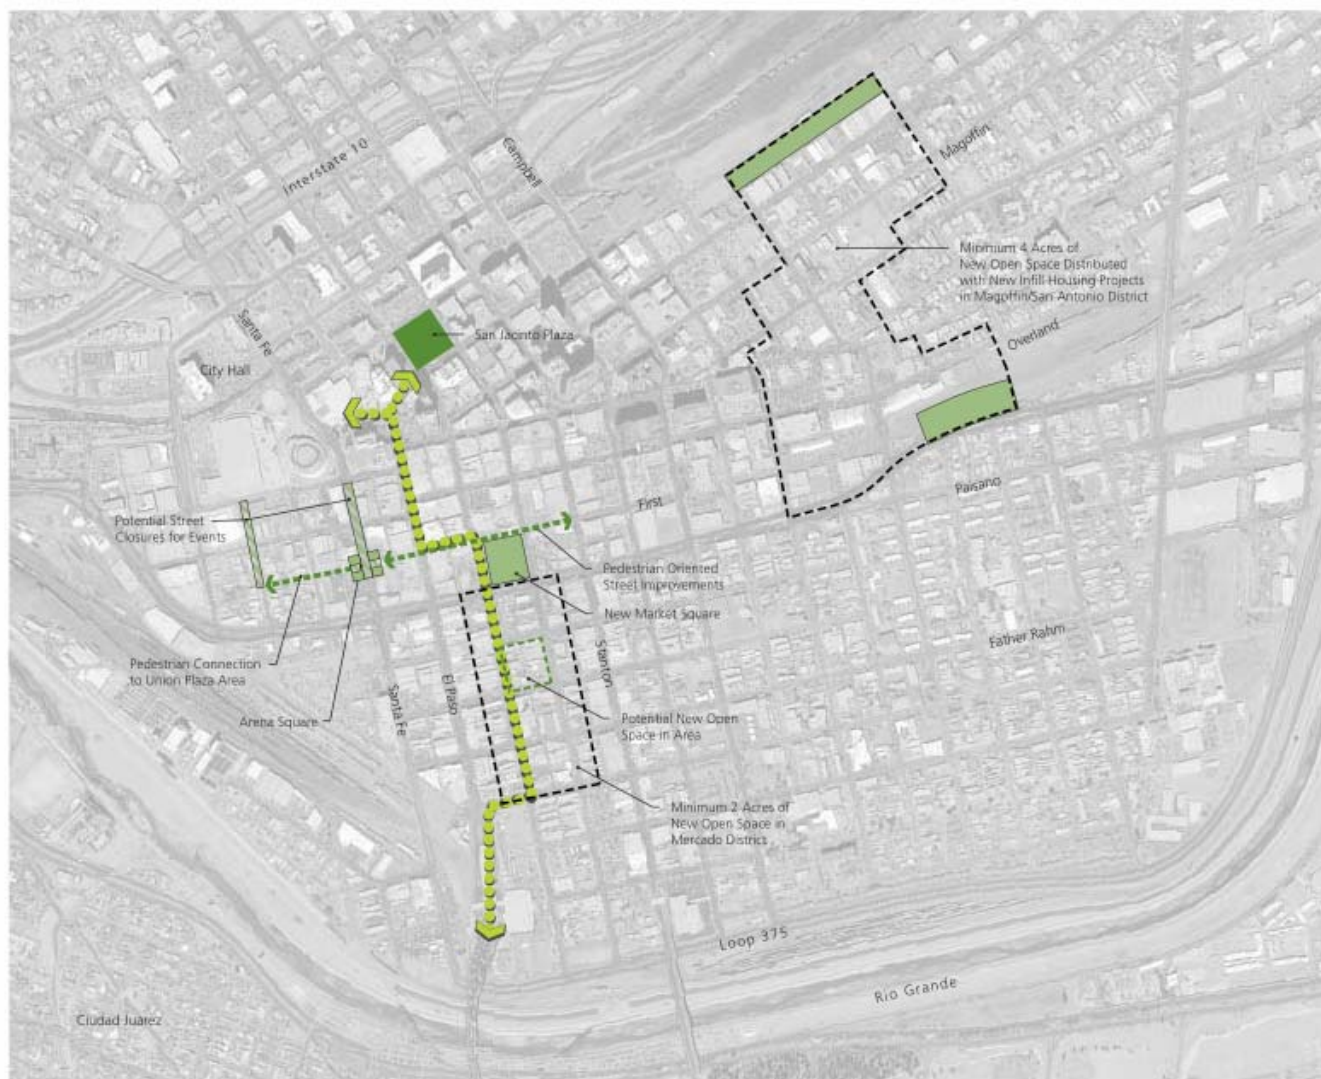 Interstate 10
Campbell
Magoffin
Minimum 4 Acres of
New Open Space Distributed
with New Infill Housing Projects
in Magoffin/San Antonio District
Santa Fe
San Jacinto Plaza
Overland
City Hall
First
Paisano
Potential Street
Closures for Events
Pedestrian Oriented
Street Improvements
New Market Square
Father Rahm
Stanton
Pedestrian Connection
to Union Plaza Area
Santa Fe
El Paso
Arena Square
Potential New Open
Space in Area
Minimum 2 Acres of
New Open Space in
Mercado District
Loop 375
Rio Grande
Ciudad Juarez